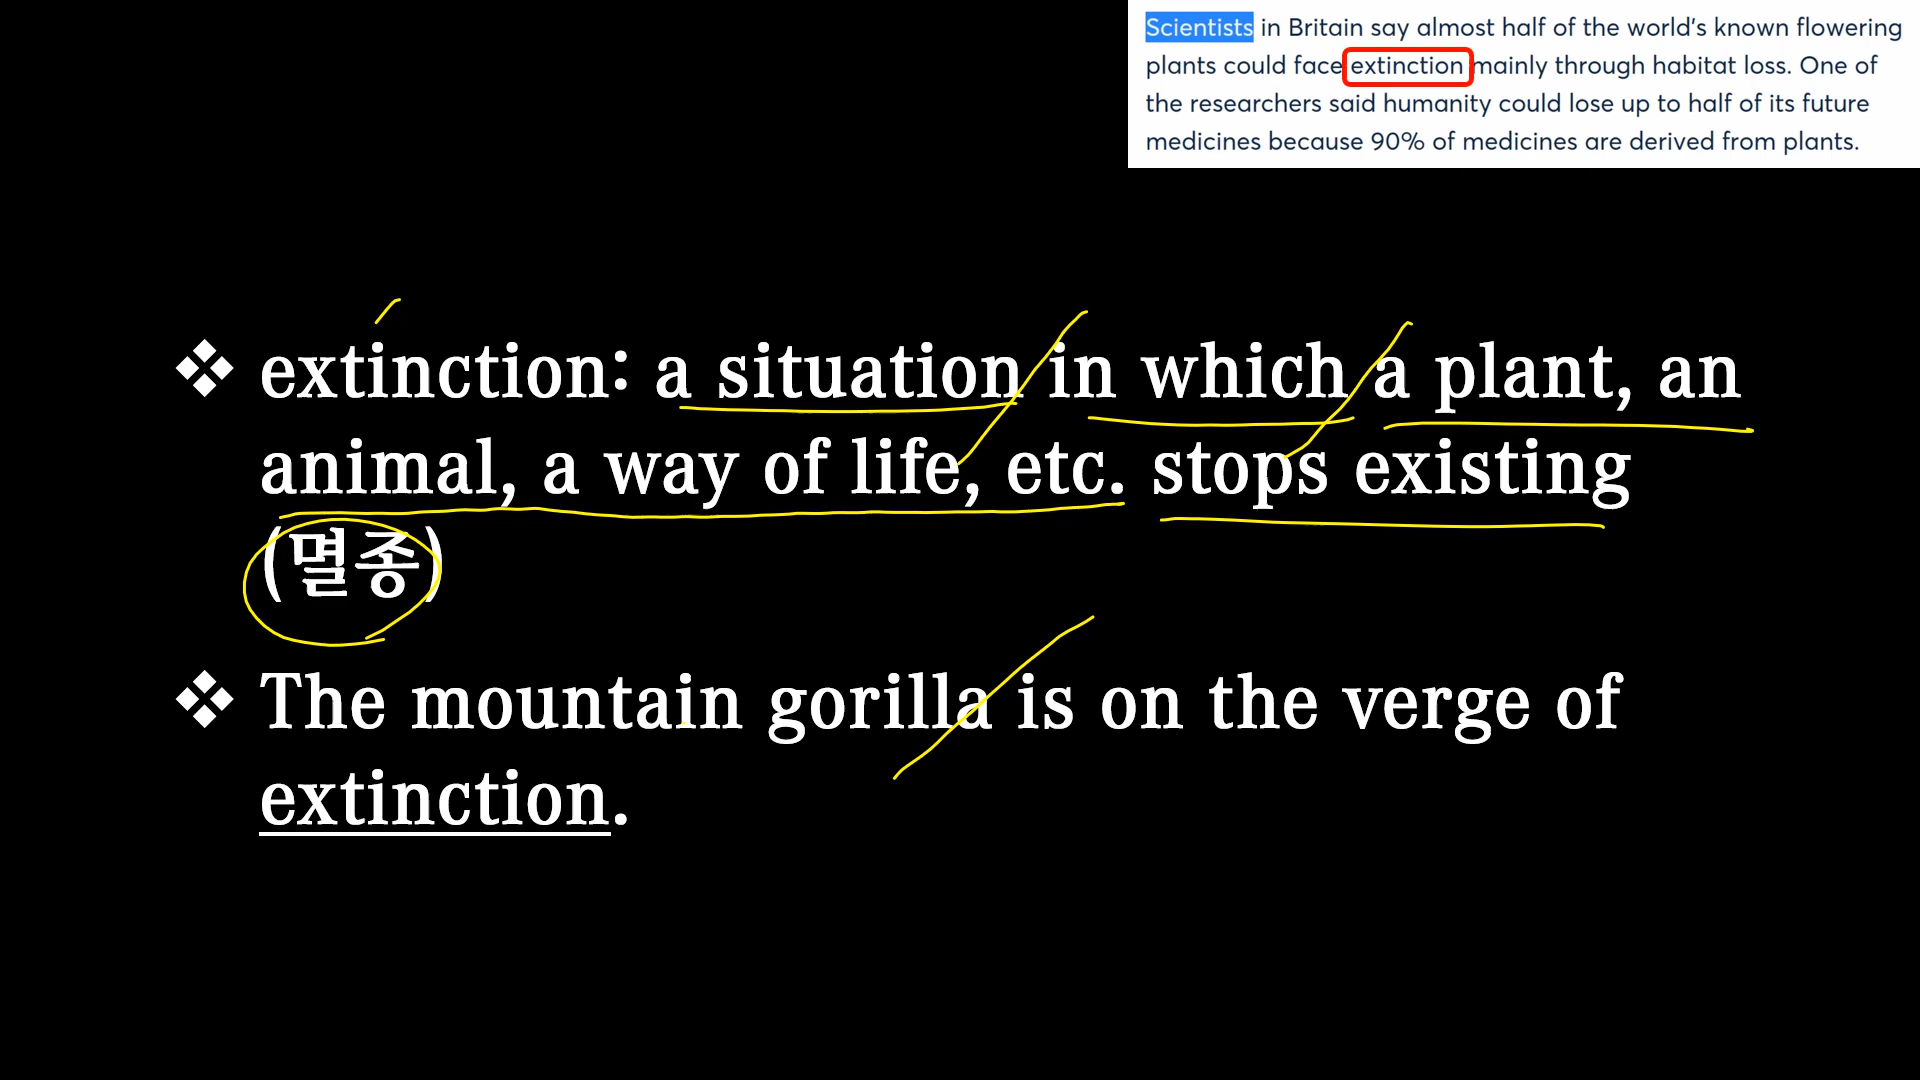 Scientists in Britain say almost half of the world's known flowering
plants could face extinction mainly through habitat loss. One of
the researchers said humanity could lose up to half of its future
medicines because 90% of medicines are derived from plants.
❖ extinction: a situation in which a plant, an
animal, a way of life, etc. stops existing
(멸종)
❖ The mountain gorilla is on the verge of
extinction.